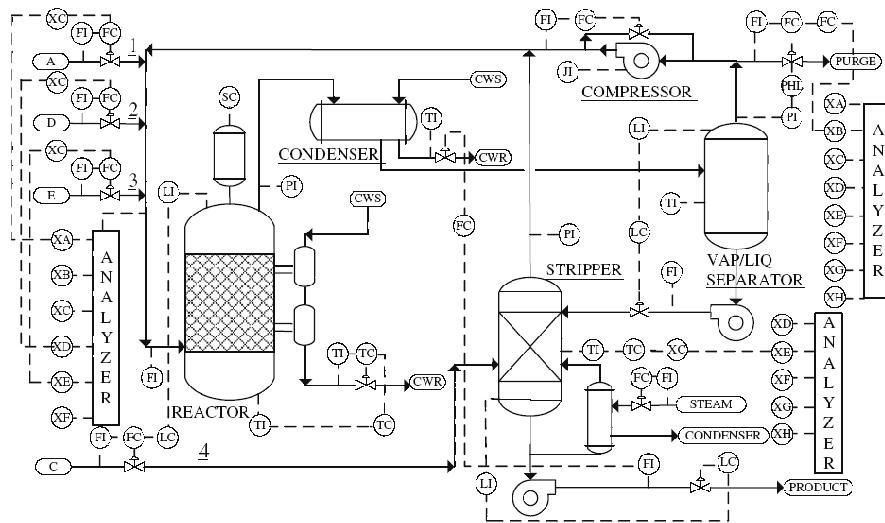 XC
FI FC 1
A
XC
FI FC 2
D
XC
FI FC 3
E
SC
CWS
TI
CONDENSER
CWR
FI FC
JI
COMPRESSOR
FI FC FC
PURGE
PHL
PI
LI
TI
VAP/LIQ
SEPARATOR
XA
XB
XC
XD
XE
XF
XG
XH
ANALYZER
LI
PI
CWS
FC
PI
LC
FI
STRIPPER
XA
XB
XC
XD
XE
XF
ANALYZER
FI
REACTOR
TI
TI TC
CWR
TC
TI TC XC
XD
XE
XF
XG
XH
ANALYZER
FC FI
STEAM
CONDENSER
FI FC LC
4
C
LI
FI
LC
PRODUCT